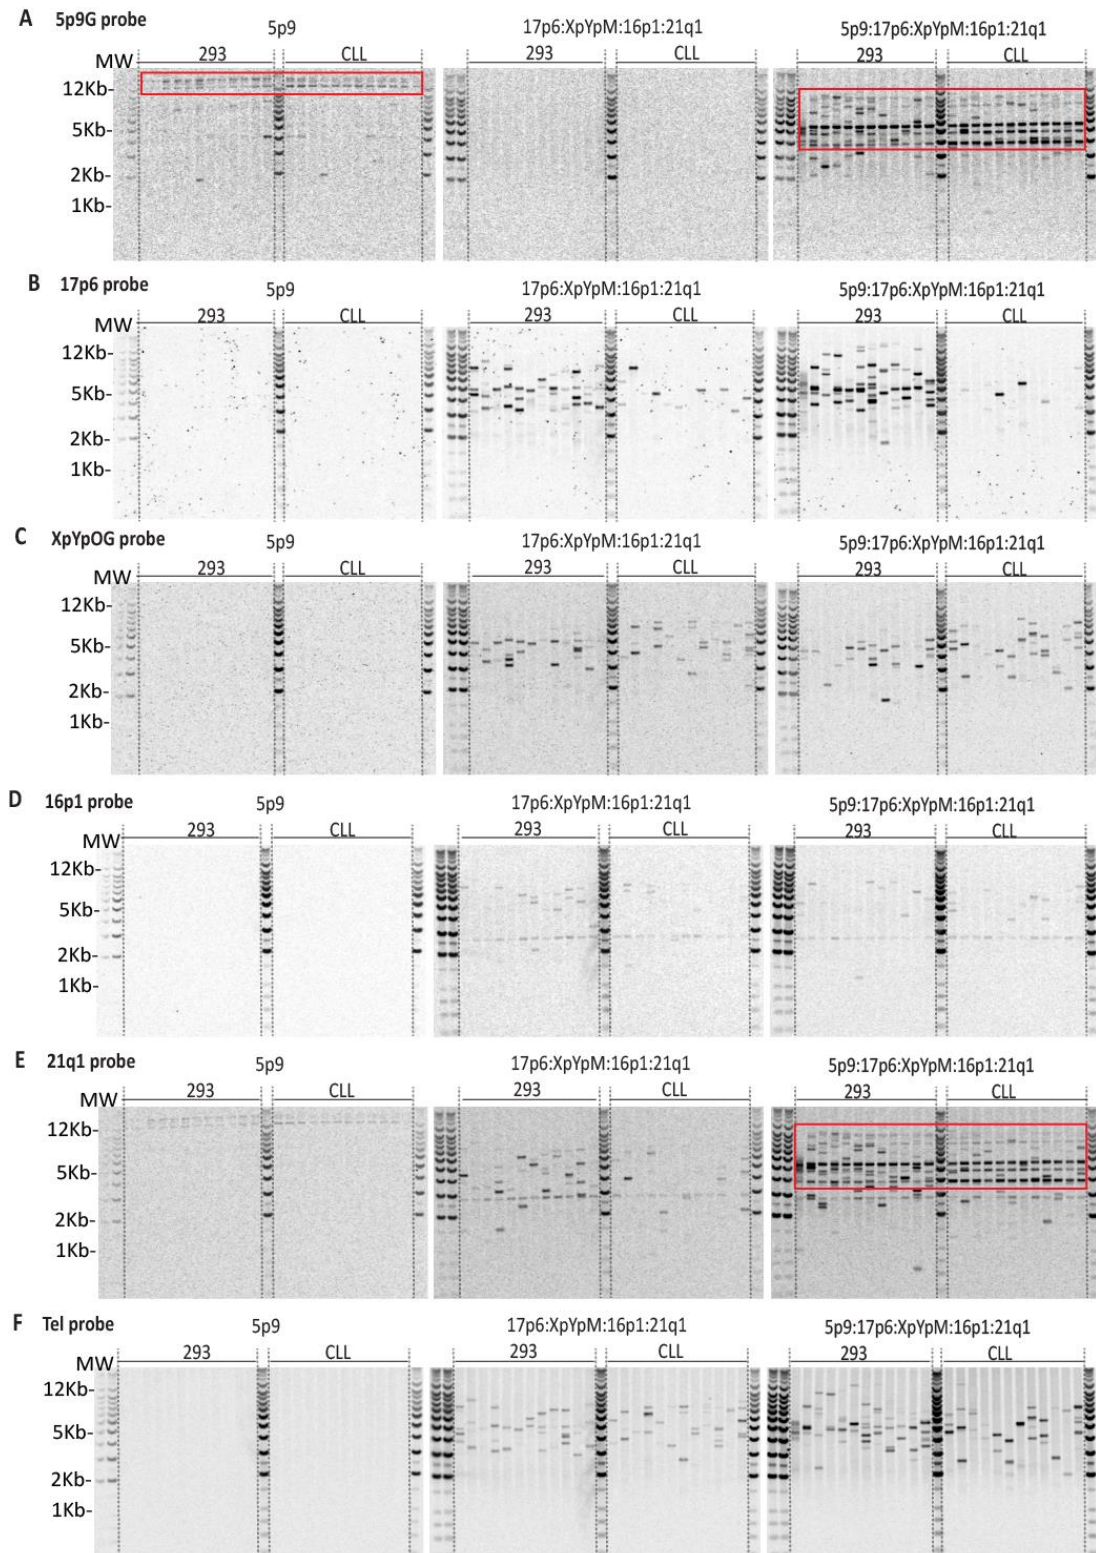 A 5p9G probe
5p9 17p6:XpYpM:16p1:21q1 5p9:17p6:XpYpM:16p1:21q1
MW 293 CLL 293 CLL 293 CLL
12Kb-
5Kb-
2Kb-
1Kb-
B 17p6 probe
5p9 17p6:XpYpM:16p1:21q1 5p9:17p6:XpYpM:16p1:21q1
MW 293 CLL 293 CLL 293 CLL
12Kb-
5Kb-
2Kb-
1Kb-
C XpYpOG probe
5p9 17p6:XpYpM:16p1:21q1 5p9:17p6:XpYpM:16p1:21q1
MW 293 CLL 293 CLL 293 CLL
12Kb-
5Kb-
2Kb-
1Kb-
D 16p1 probe
5p9 17p6:XpYpM:16p1:21q1 5p9:17p6:XpYpM:16p1:21q1
MW 293 CLL 293 CLL 293 CLL
12Kb-
5Kb-
2Kb-
1Kb-
E 21q1 probe
5p9 17p6:XpYpM:16p1:21q1 5p9:17p6:XpYpM:16p1:21q1
MW 293 CLL 293 CLL 293 CLL
12Kb-
5Kb-
2Kb-
1Kb-
F Tel probe
5p9 17p6:XpYpM:16p1:21q1 5p9:17p6:XpYpM:16p1:21q1
MW 293 CLL 293 CLL 293 CLL
12Kb-
5Kb-
2Kb-
1Kb-